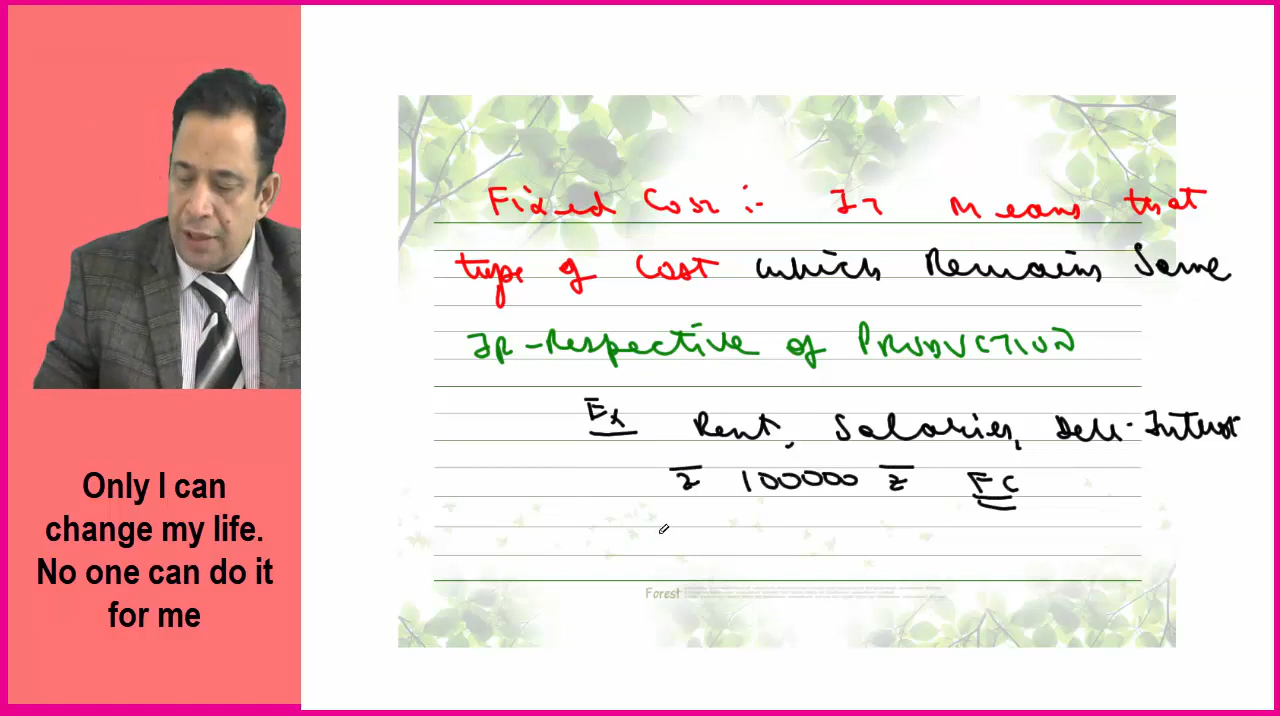 Fixed Cost :- It Means that
type of Cost which Remains Same
IR-Respective of PRODUCTION
Ex Rent, Salaries, Interest
100000 FC
Forest
Only I can
change my life.
No one can do it
for me